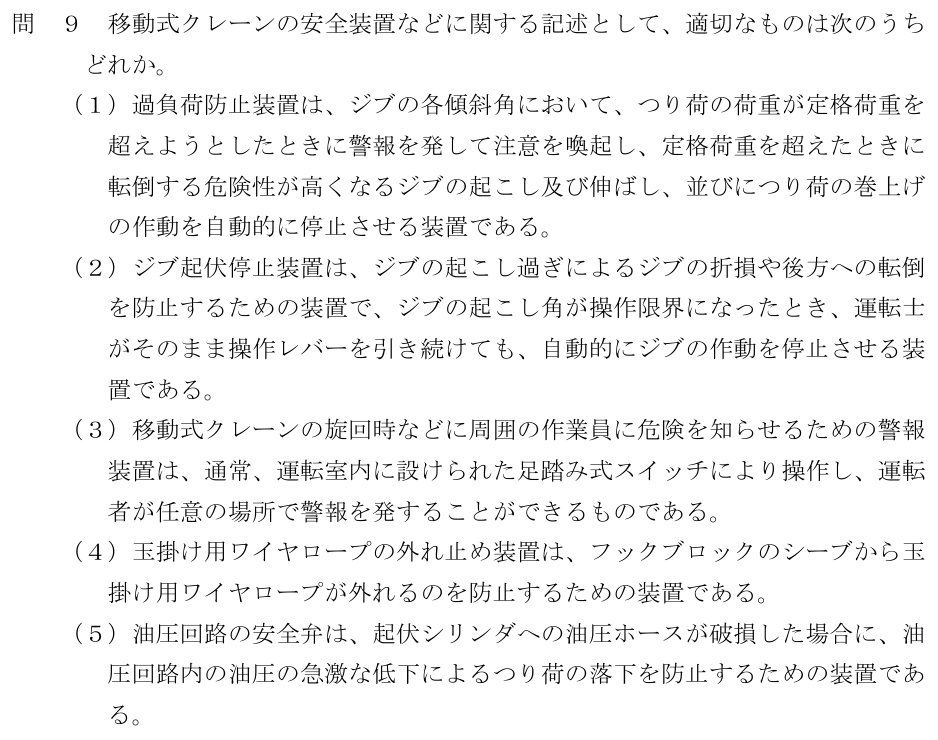 問　９　移動式クレーンの安全装置などに関する記述として、適切なものは次のうち
どれか。
（１）過負荷防止装置は、ジブの各傾斜角において、つり荷の荷重が定格荷重を
超えようとしたときに警報を発して注意を喚起し、定格荷重を超えたときに
転倒する危険性が高くなるジブの起こし及び伸ばし、並びにつり荷の巻上げ
の作動を自動的に停止させる装置である。
（２）ジブ起伏停止装置は、ジブの起こし過ぎによるジブの折損や後方への転倒
を防止するための装置で、ジブの起こし角が操作限界になったとき、運転士
がそのまま操作レバーを引き続けても、自動的にジブの作動を停止させる装
置である。
（３）移動式クレーンの旋回時などに周囲の作業員に危険を知らせるための警報
装置は、通常、運転室内に設けられた足踏み式スイッチにより操作し、運転
者が任意の場所で警報を発することができるものである。
（４）玉掛け用ワイヤロープの外れ止め装置は、フックブロックのシーブから玉
掛け用ワイヤロープが外れるのを防止するための装置である。
（５）油圧回路の安全弁は、起伏シリンダへの油圧ホースが破損した場合に、油
圧回路内の油圧の急激な低下によるつり荷の落下を防止するための装置であ
る。